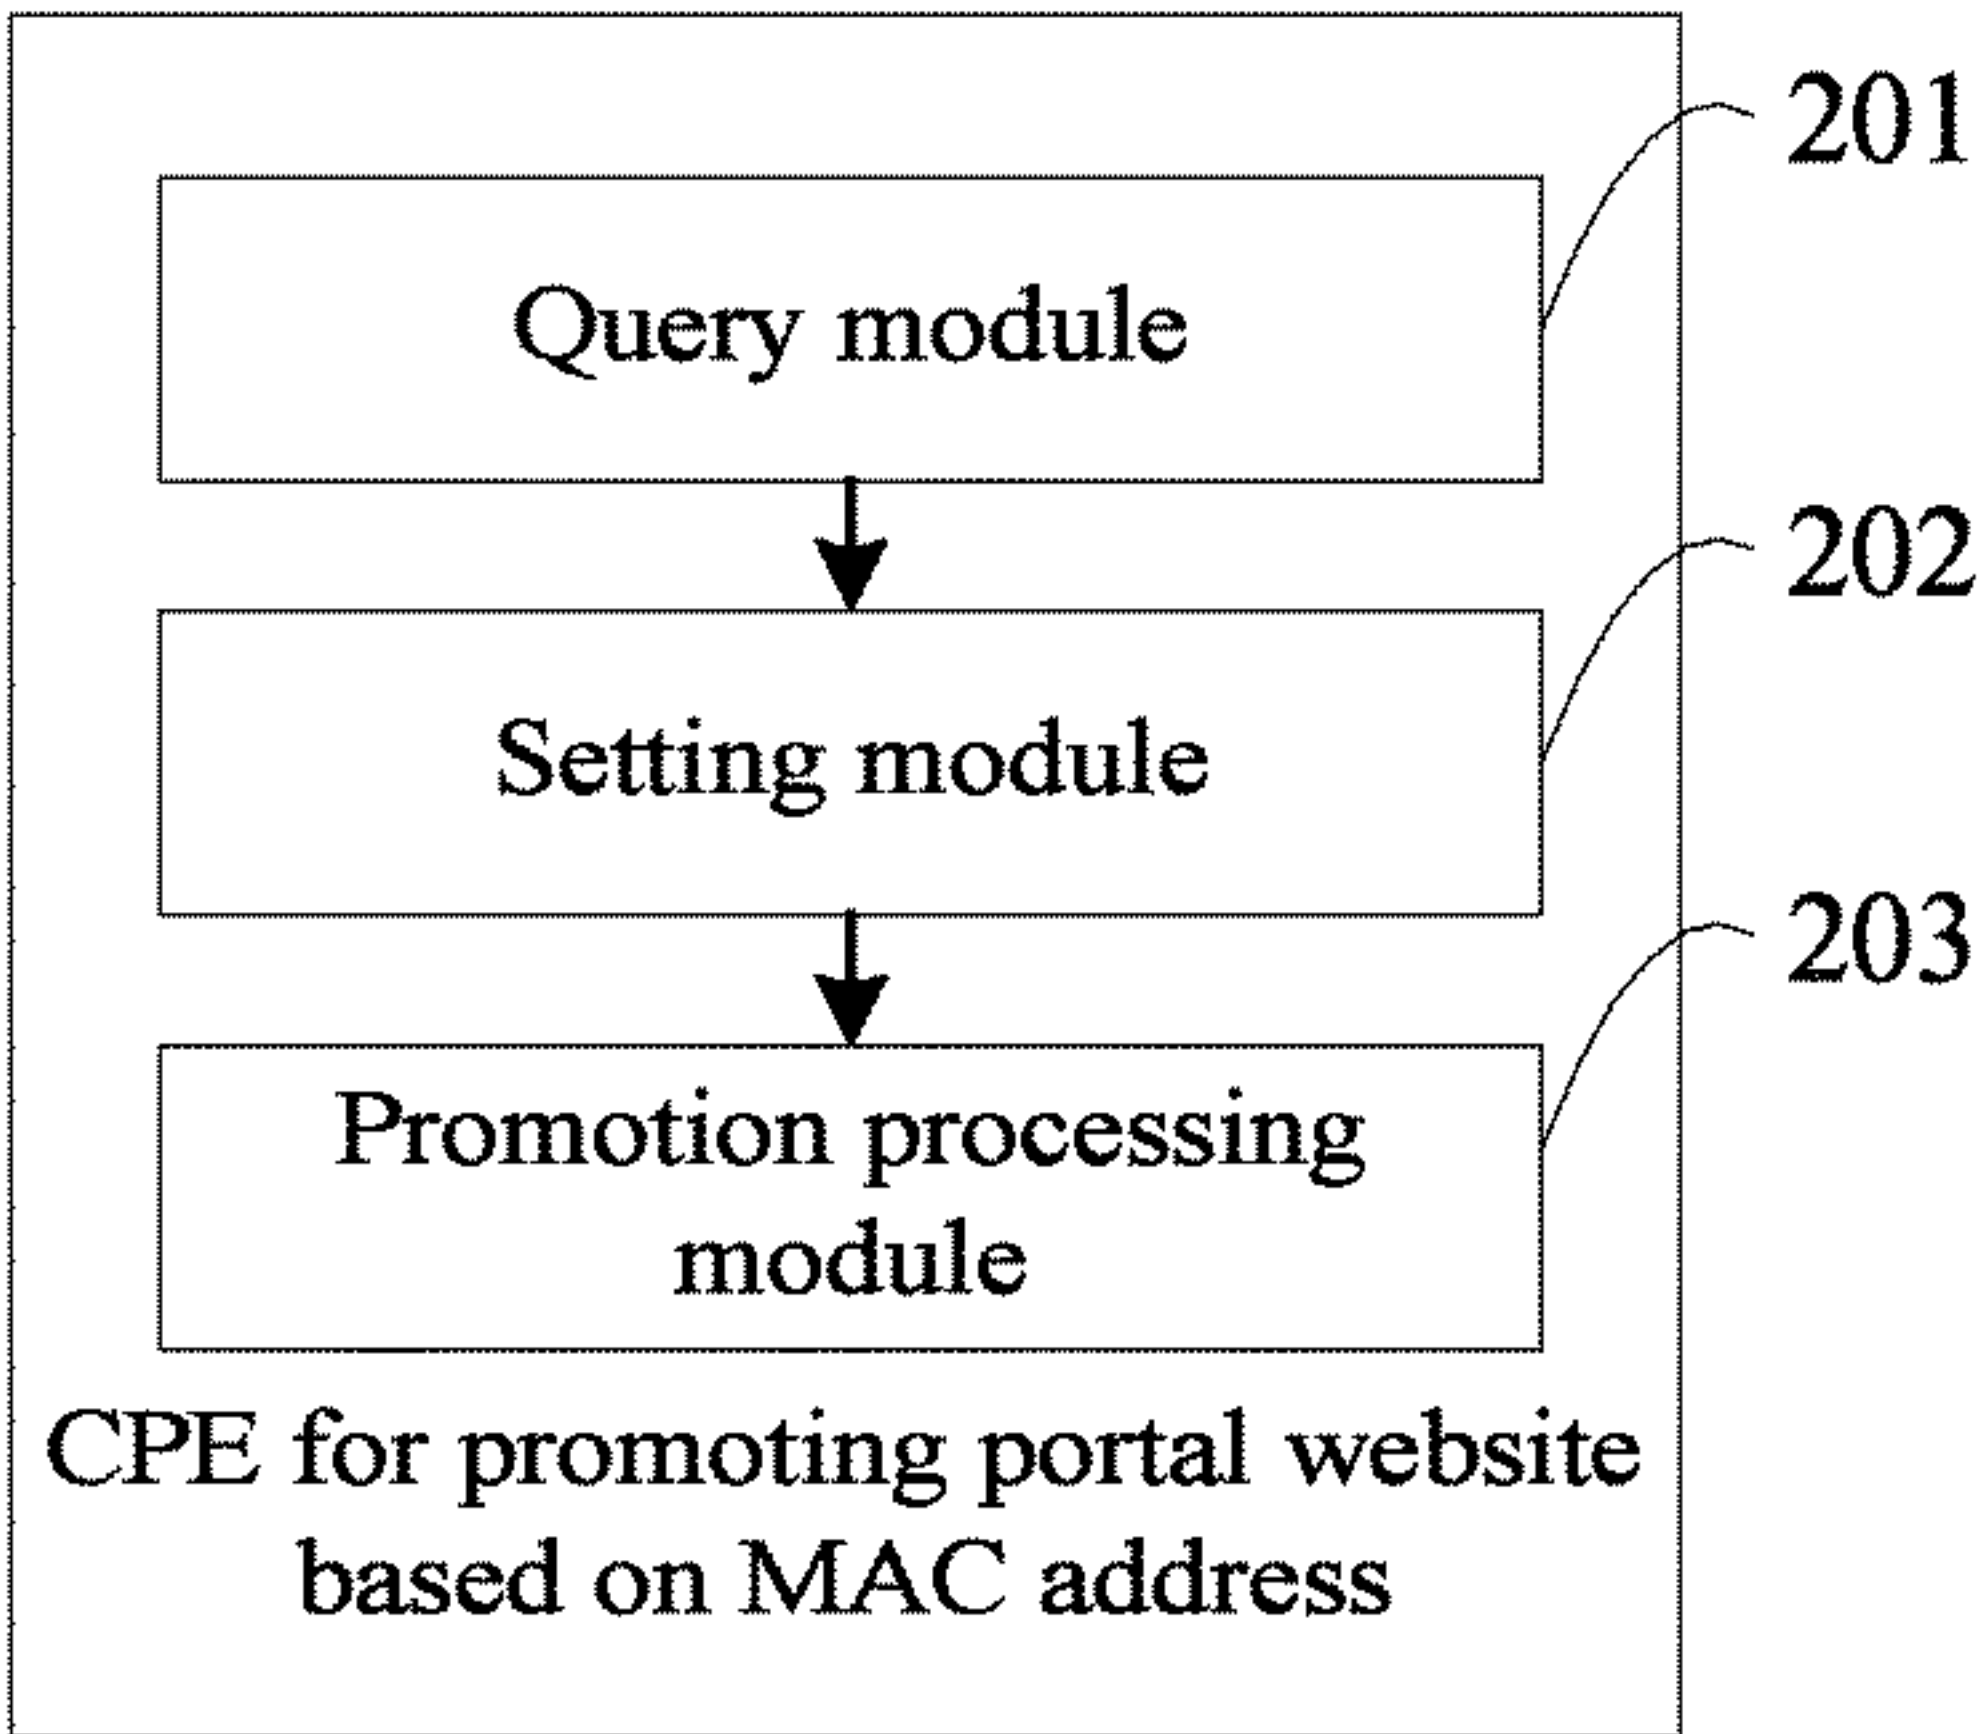 201
Query module
202
Setting module
203
Promotion processing
module
CPE for promoting portal website
based on MAC address